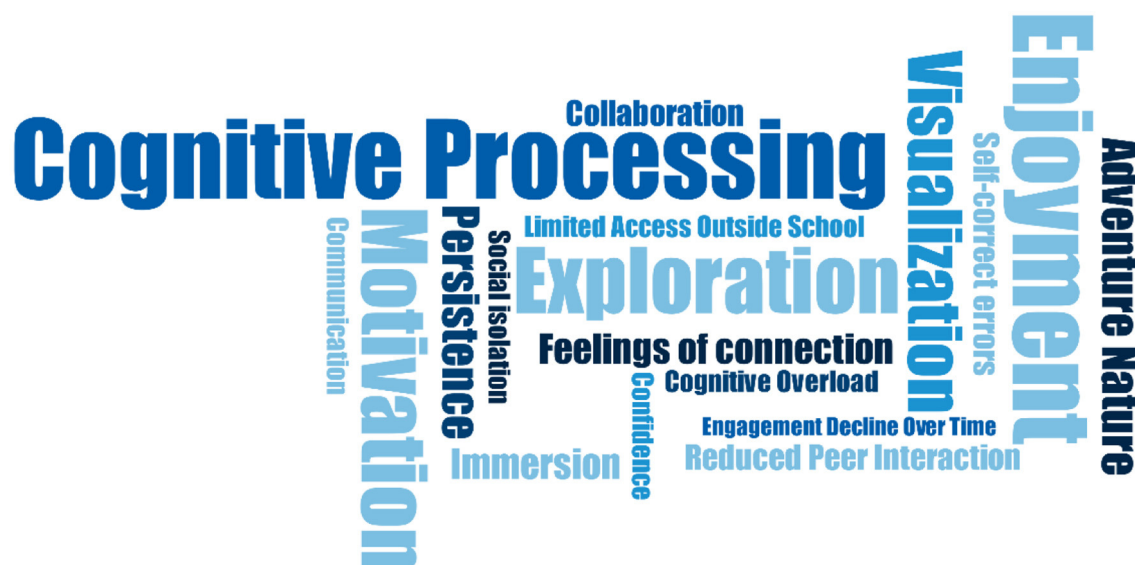 Collaboration
Cognitive Processing
Communication
Motivation
Persistence
Social isolation
Limited Access Outside School
Exploration
Feelings of connection
Cognitive Overload
Confidence
Engagement Decline Over Time
Immersion
Reduced Peer Interaction
Visualization
Self-correct errors
Enjoyment
Adventure Nature